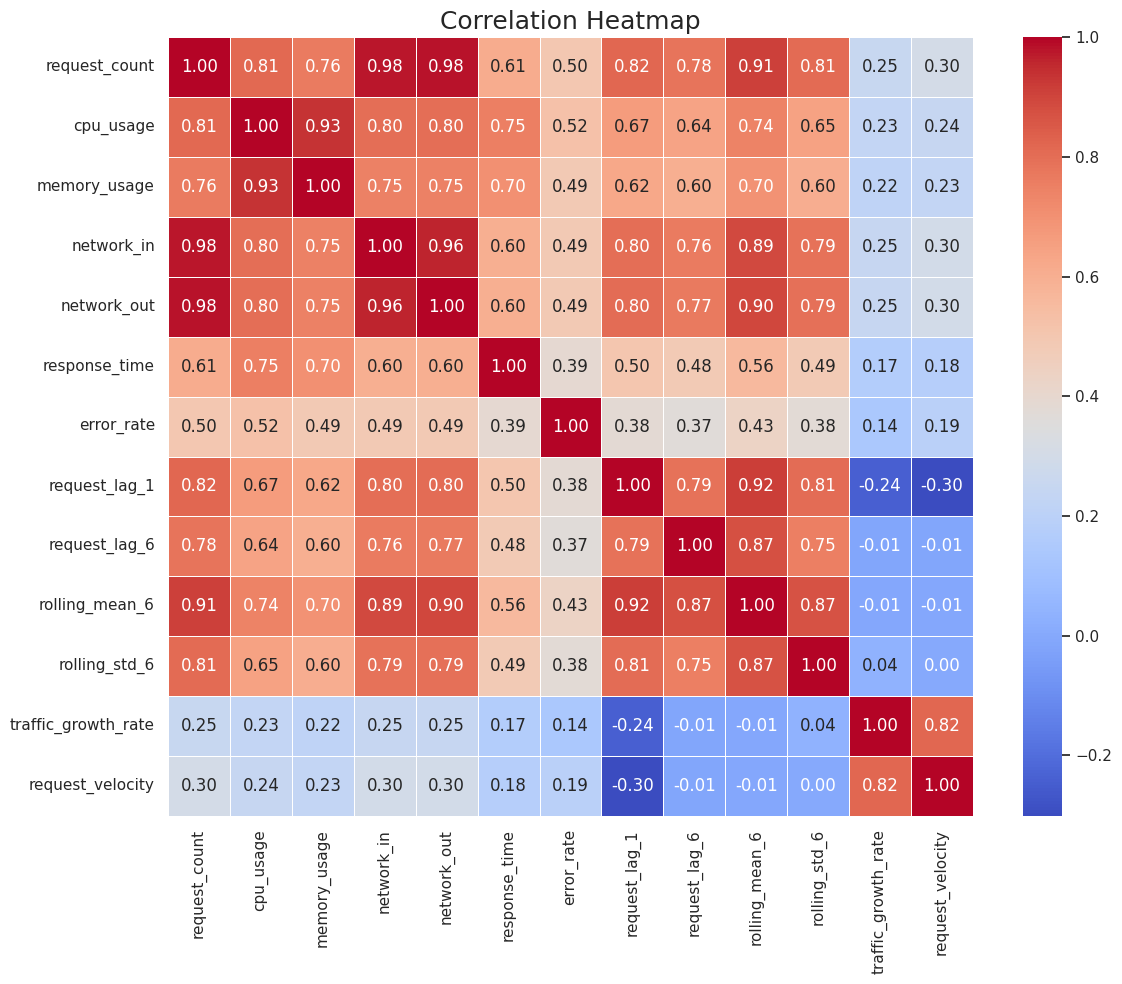 Correlation Heatmap
request_count 1.00 0.81 0.76 0.98 0.98 0.61 0.50 0.82 0.78 0.91 0.81 0.25 0.30
cpu_usage 0.81 1.00 0.93 0.80 0.80 0.75 0.52 0.67 0.64 0.74 0.65 0.23 0.24
memory_usage 0.76 0.93 1.00 0.75 0.75 0.70 0.49 0.62 0.60 0.70 0.60 0.22 0.23
network_in 0.98 0.80 0.75 1.00 0.96 0.60 0.49 0.80 0.76 0.89 0.79 0.25 0.30
network_out 0.98 0.80 0.75 0.96 1.00 0.60 0.49 0.80 0.77 0.90 0.79 0.25 0.30
response_time 0.61 0.75 0.70 0.60 0.60 1.00 0.39 0.50 0.48 0.56 0.49 0.17 0.18
error_rate 0.50 0.52 0.49 0.49 0.49 0.39 1.00 0.38 0.37 0.43 0.38 0.14 0.19
request_lag_1 0.82 0.67 0.62 0.80 0.80 0.50 0.38 1.00 0.79 0.92 0.81 -0.24 -0.30
request_lag_6 0.78 0.64 0.60 0.76 0.77 0.48 0.37 0.79 1.00 0.87 0.75 -0.01 -0.01
rolling_mean_6 0.91 0.74 0.70 0.89 0.90 0.56 0.43 0.92 0.87 1.00 0.87 -0.01 -0.01
rolling_std_6 0.81 0.65 0.60 0.79 0.79 0.49 0.38 0.81 0.75 0.87 1.00 0.04 0.00
traffic_growth_rate 0.25 0.23 0.22 0.25 0.25 0.17 0.14 -0.24 -0.01 -0.01 0.04 1.00 0.82
request_velocity 0.30 0.24 0.23 0.30 0.30 0.18 0.19 -0.30 -0.01 -0.01 0.00 0.82 1.00
request_count
cpu_usage
memory_usage
network_in
network_out
response_time
error_rate
request_lag_1
request_lag_6
rolling_mean_6
rolling_std_6
traffic_growth_rate
request_velocity
1.0
0.8
0.6
0.4
0.2
0.0
−0.2